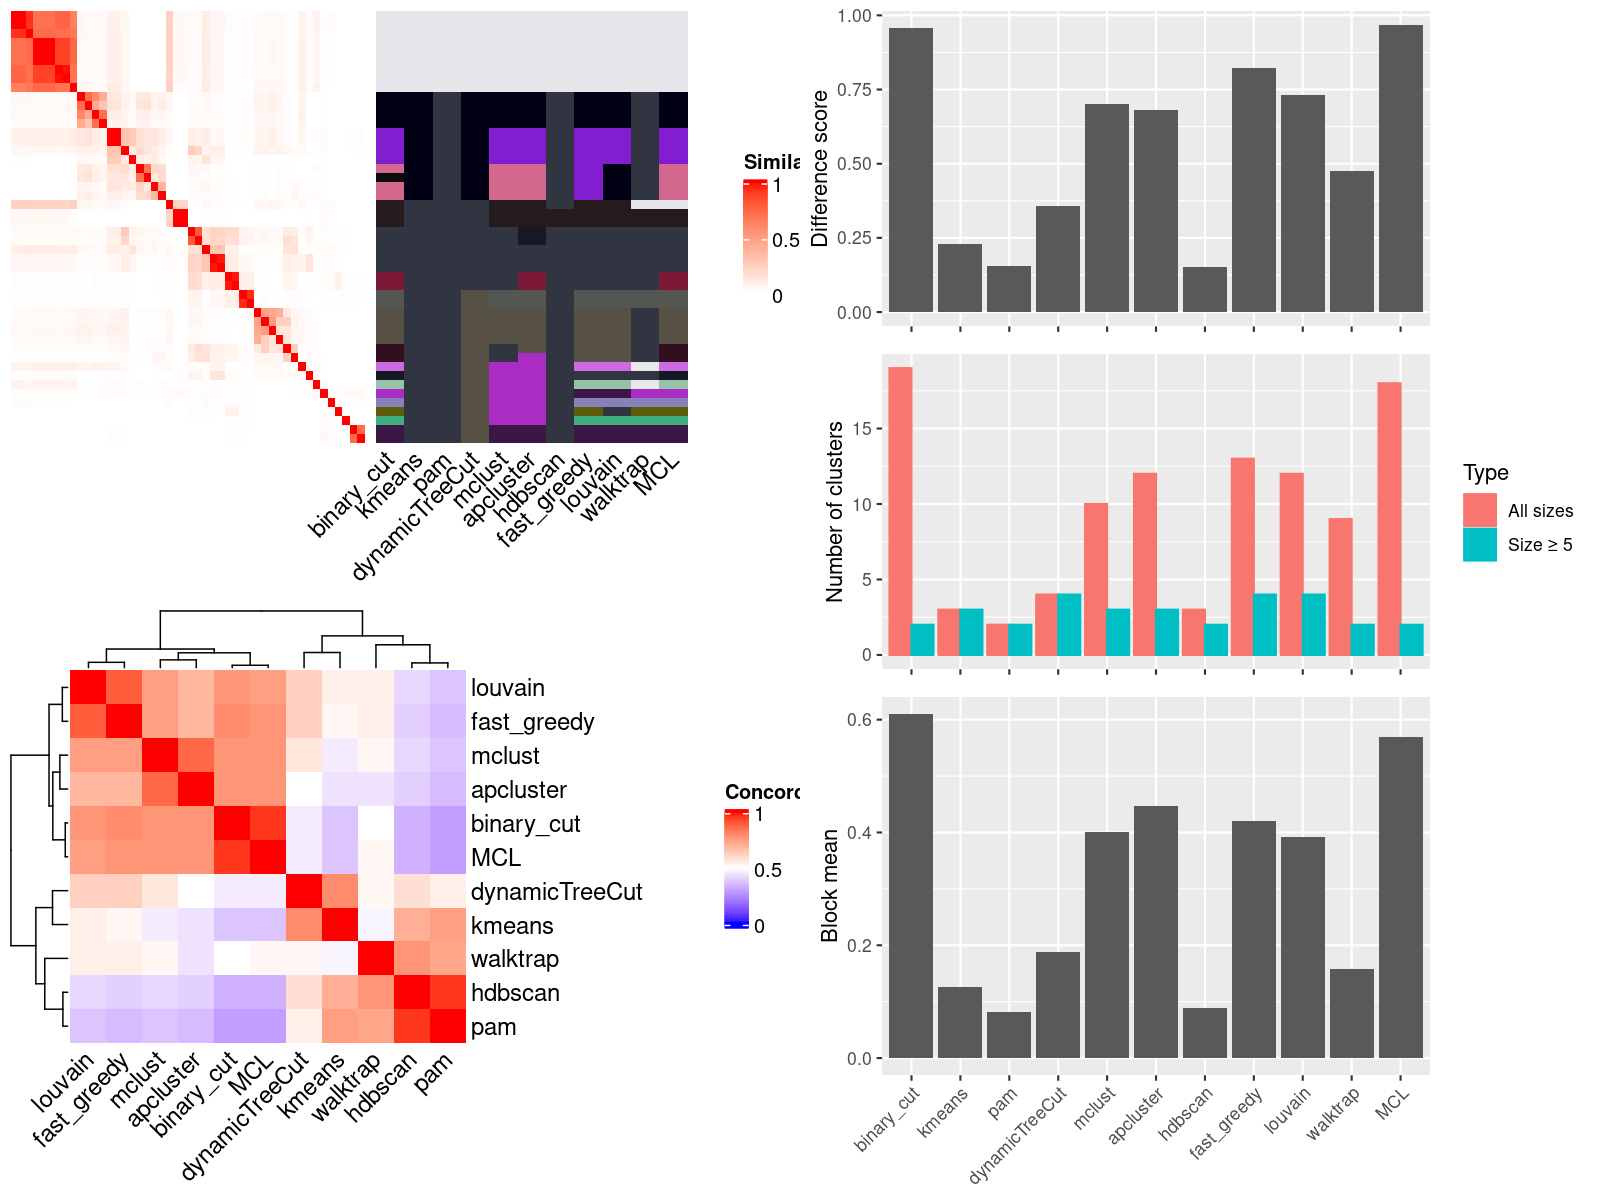 Simila
1
0.5
0
binary_cut
kmeans
pam
dynamicTreeCut
mclust
apcluster
hdbscan
fast_greedy
louvain
walktrap
MCL
louvain
fast_greedy
mclust
apcluster
binary_cut
MCL
dynamicTreeCut
kmeans
walktrap
hdbscan
pam
louvain
fast_greedy
mclust
apcluster
binary_cut
MCL
dynamicTreeCut
kmeans
walktrap
hdbscan
pam
Concord
1
0.5
0
Difference score
1.00
0.75
0.50
0.25
0.00
Number of clusters
15
10
5
0
Type
All sizes
Size ≥ 5
Block mean
0.6
0.4
0.2
0.0
binary_cut
kmeans
pam
dynamicTreeCut
mclust
apcluster
hdbscan
fast_greedy
louvain
walktrap
MCL